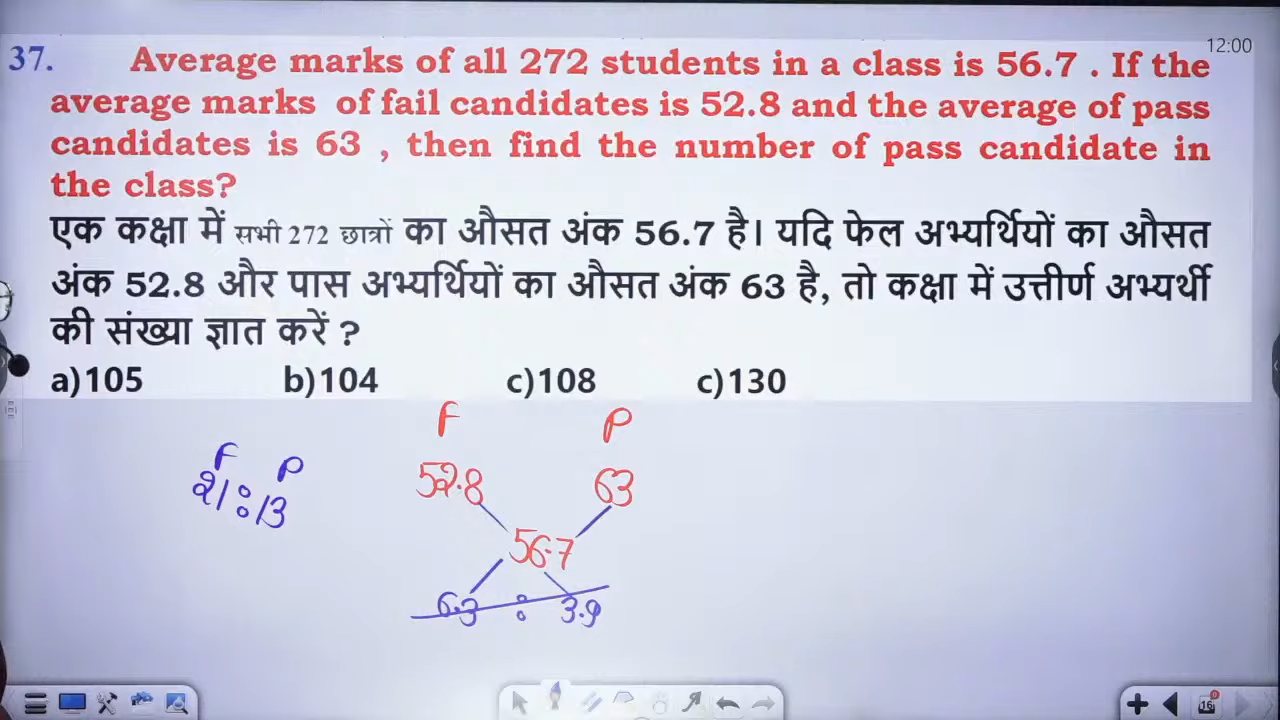 12:00
37. Average marks of all 272 students in a class is 56.7 . If the
average marks of fail candidates is 52.8 and the average of pass
candidates is 63 , then find the number of pass candidate in
the class?
एक कक्षा में सभी 272 छात्रों का औसत अंक 56.7 है। यदि फेल अभ्यर्थियों का औसत
अंक 52.8 और पास अभ्यर्थियों का औसत अंक 63 है, तो कक्षा में उत्तीर्ण अभ्यर्थी
की संख्या ज्ञात करें ?
a)105 b)104 c)108 c)130
F P
52.8 63
56.7
6.3 : 3.9
F P
21:13
16